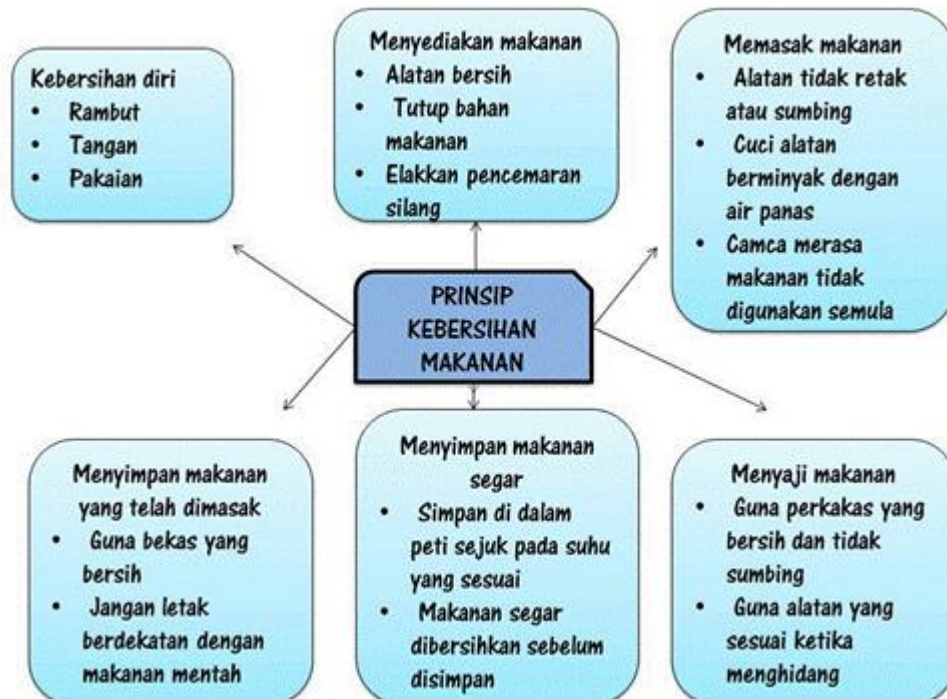 Kebersihan diri
• Rambut
• Tangan
• Pakaian
Menyediakan makanan
• Alatan bersih
• Tutup bahan
makanan
• Elakkan pencemaran
silang
Memasak makanan
• Alatan tidak retak
atau sumbing
• Cuci alatan
berminyak dengan
air panas
• Camca merasa
makanan tidak
digunakan semula
PRINSIP
KEBERSIHAN
MAKANAN
Menyimpan makanan
yang telah dimasak
• Guna bekas yang
bersih
• Jangan letak
berdekatan dengan
makanan mentah
Menyimpan makanan
segar
• Simpan di dalam
peti sejuk pada suhu
yang sesuai
• Makanan segar
dibersihkan sebelum
disimpan
Menyaji makanan
• Guna perkakas yang
bersih dan tidak
sumbing
• Guna alatan yang
sesuai ketika
menghidang